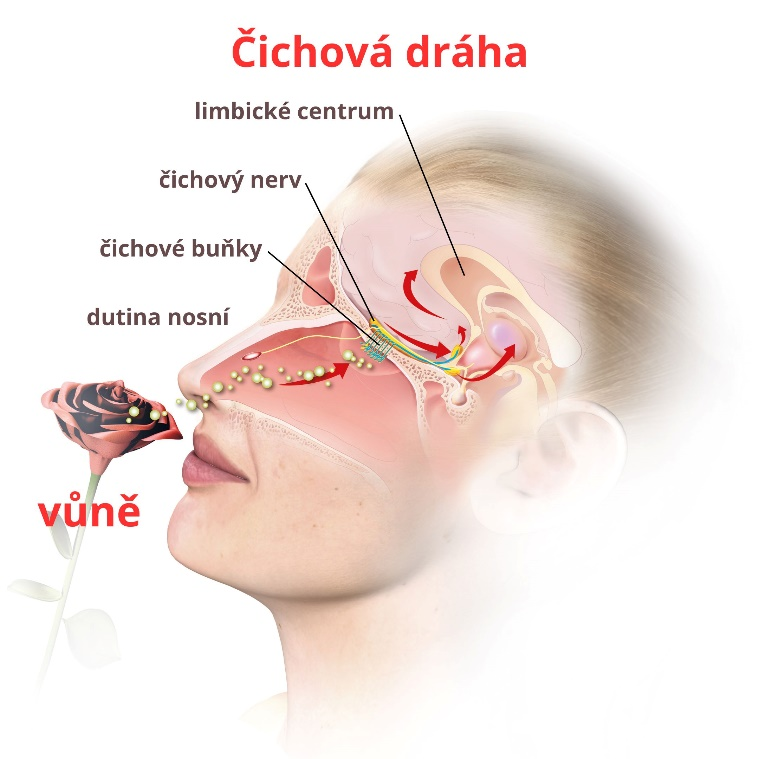 Čichová dráha
limbické centrum
čichový nerv
čichové buňky
dutina nosní
vůně